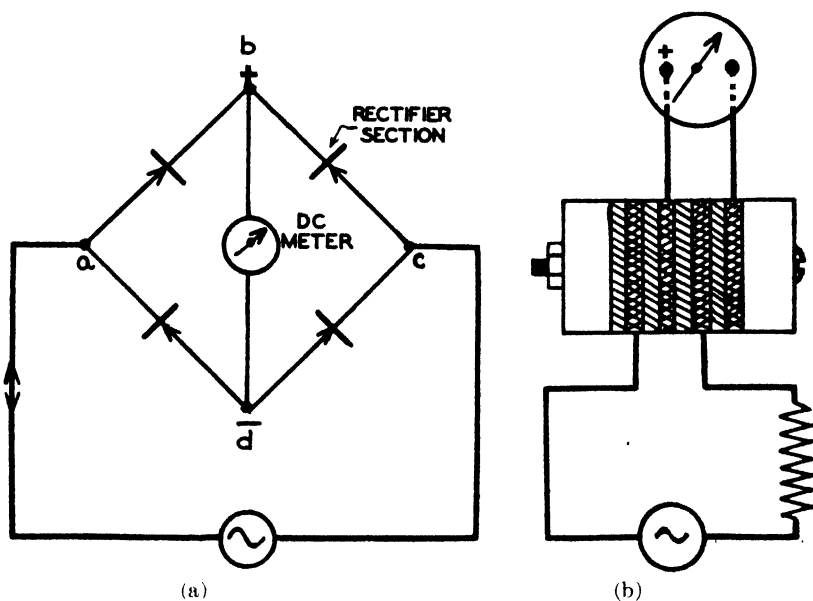 b
+
RECTIFIER
SECTION
DC
METER
a
c
–
d
+
(a)
(b)